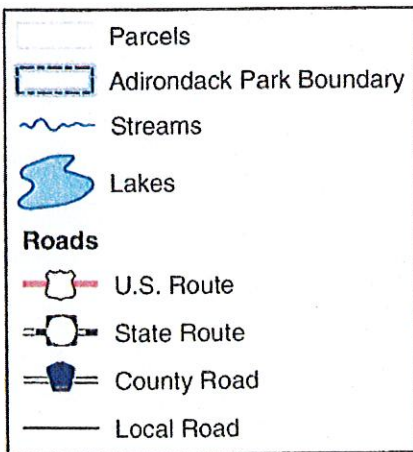 Parcels
Adirondack Park Boundary
Streams
Lakes
Roads
U.S. Route
State Route
County Road
Local Road